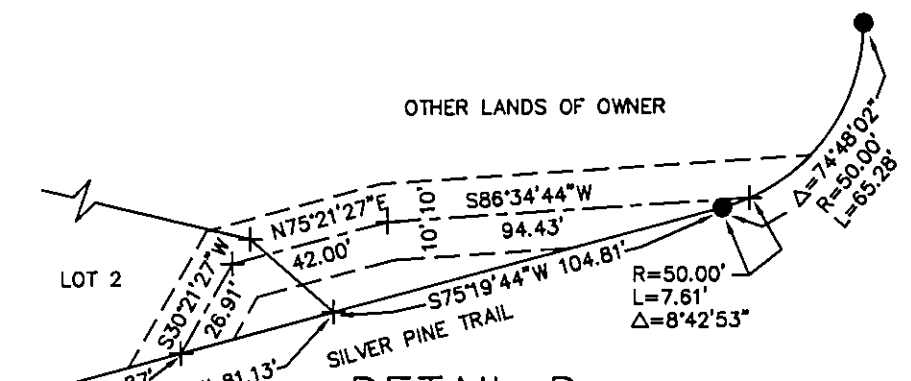 OTHER LANDS OF OWNER
Δ=74°48'02"
R=50.00'
L=65.28'
S86°34'44"W
94.43'
N75°21'27"E
42.00'
10' 10'
LOT 2
S30°21'27"W
26.91'
S75°19'44"W 104.81'
R=50.00'
L=7.61'
Δ=8°42'53"
SILVER PINE TRAIL
81.13'